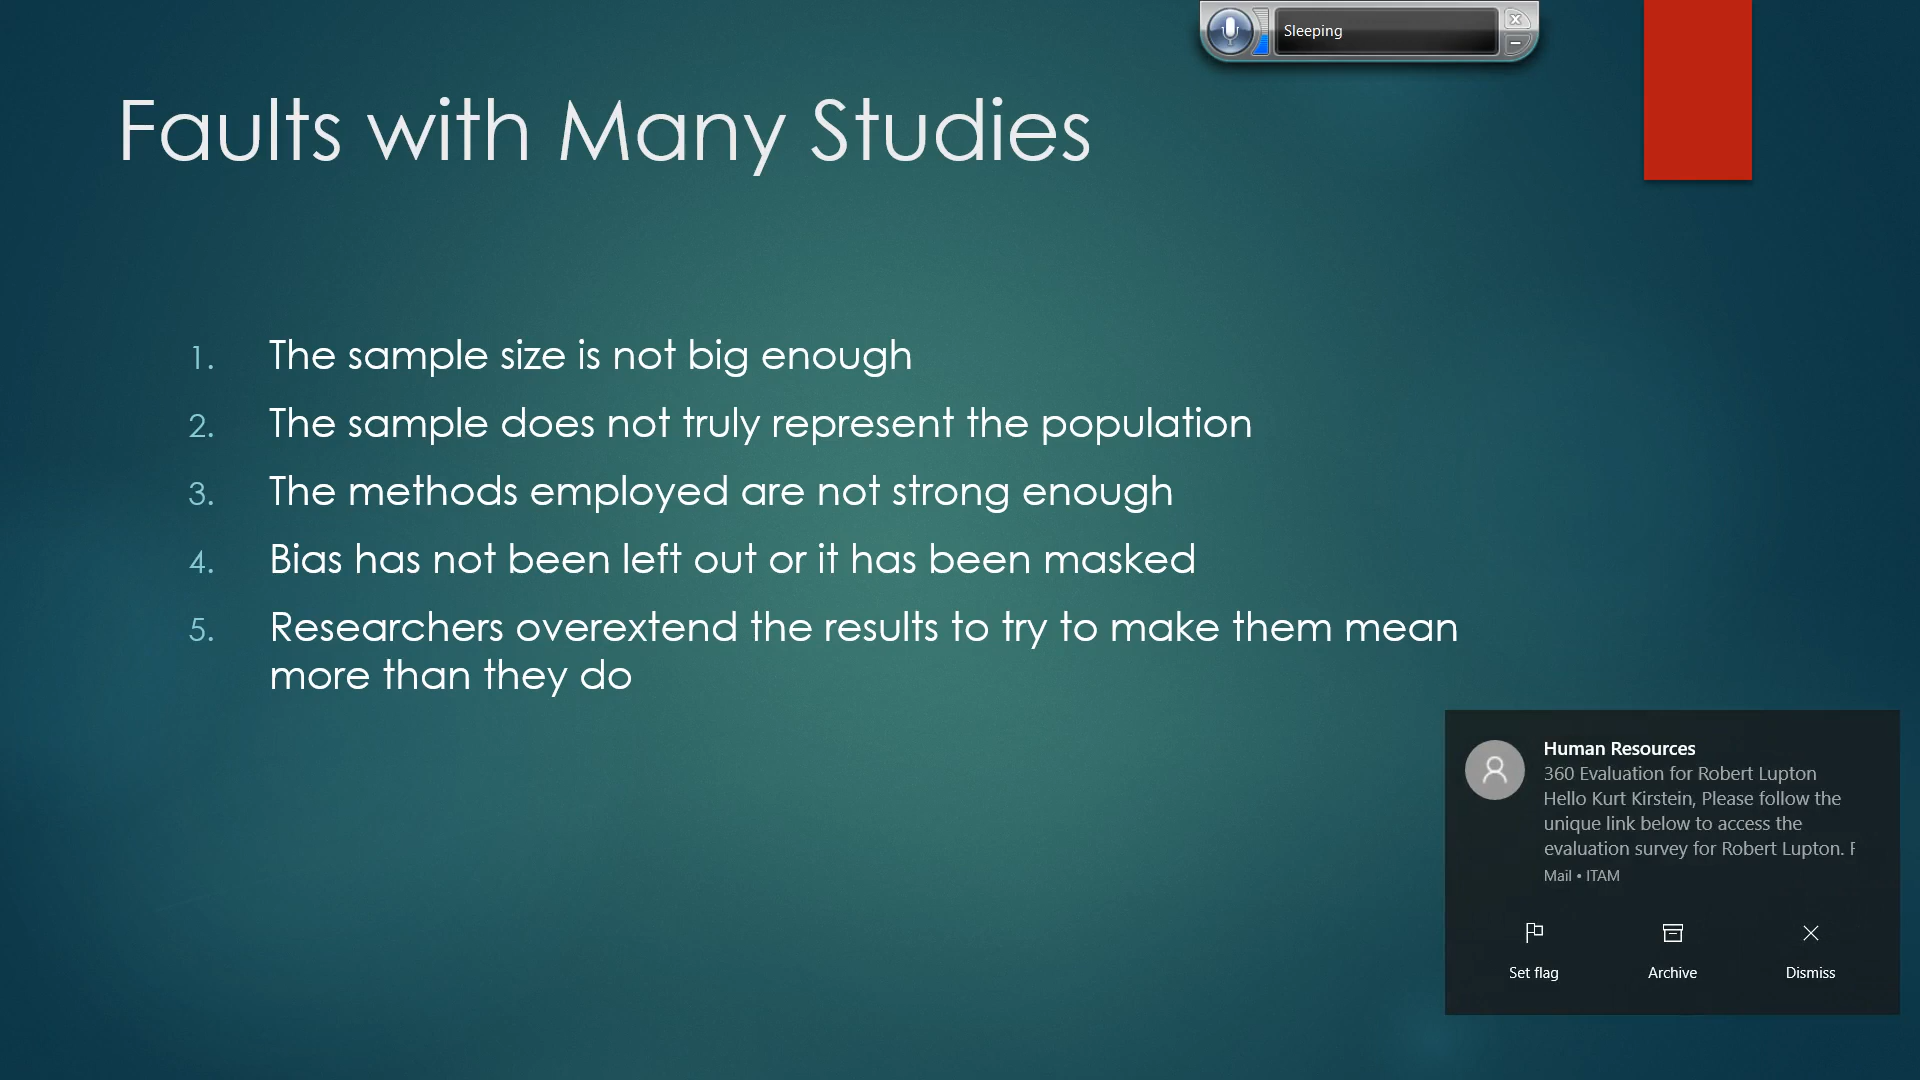 Sleeping
Faults with Many Studies
1. The sample size is not big enough
2. The sample does not truly represent the population
3. The methods employed are not strong enough
4. Bias has not been left out or it has been masked
5. Researchers overextend the results to try to make them mean
more than they do
Human Resources
360 Evaluation for Robert Lupton
Hello Kurt Kirstein, Please follow the
unique link below to access the
evaluation survey for Robert Lupton.
Mail • ITAM
Set flag
Archive
Dismiss